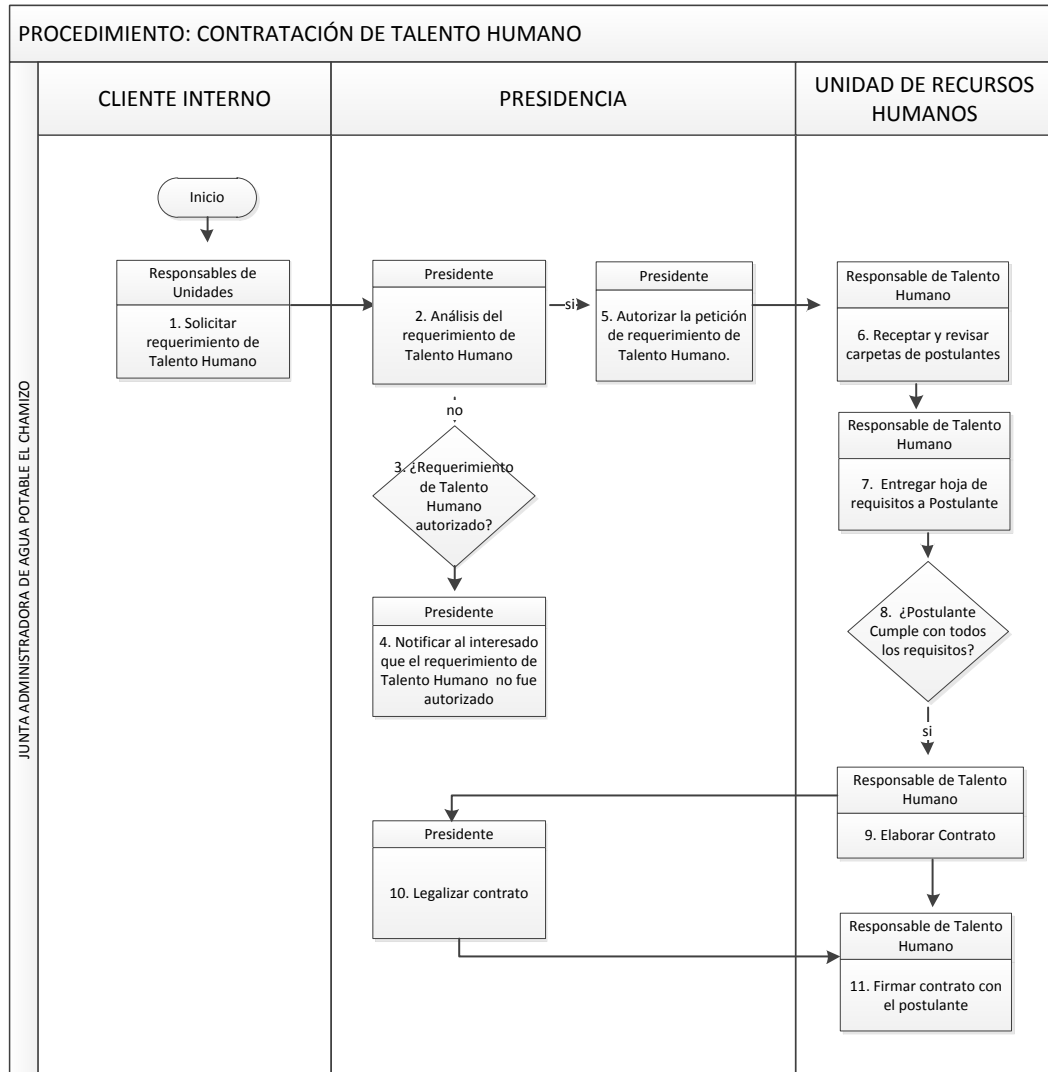 PROCEDIMIENTO: CONTRATACIÓN DE TALENTO HUMANO
JUNTA ADMINISTRADORA DE AGUA POTABLE EL CHAMIZO
CLIENTE INTERNO
PRESIDENCIA
UNIDAD DE RECURSOS
HUMANOS
Inicio
Responsables de
Unidades
1. Solicitar
requerimiento de
Talento Humano
Presidente
2. Análisis del
requerimiento de
Talento Humano
si
Presidente
5. Autorizar la petición
de requerimiento de
Talento Humano.
Responsable de Talento
Humano
6. Receptar y revisar
carpetas de postulantes
no
3. ¿Requerimiento
de Talento
Humano
autorizado?
Presidente
4. Notificar al interesado
que el requerimiento de
Talento Humano no fue
autorizado
Responsable de Talento
Humano
7. Entregar hoja de
requisitos a Postulante
8. ¿Postulante
Cumple con todos
los requisitos?
si
Responsable de Talento
Humano
9. Elaborar Contrato
Presidente
10. Legalizar contrato
Responsable de Talento
Humano
11. Firmar contrato con
el postulante